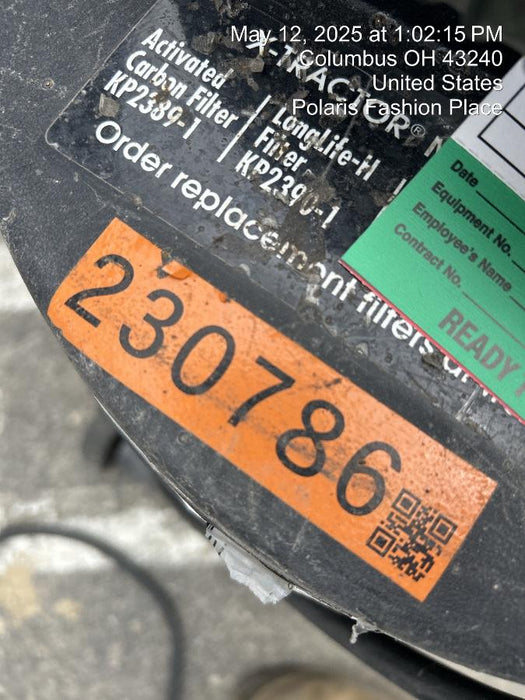 May 12, 2025 at 1:02:15 PM
Columbus OH 43240
United States
Polaris Fashion Place
X-TRACTOR®
Activated
Carbon Filter
KP2389-1
LongLife-H
Filter
KP2390-1
Order replacement filters
230786
Date
Equipment No.
Employee's Name
Contract No.
READY